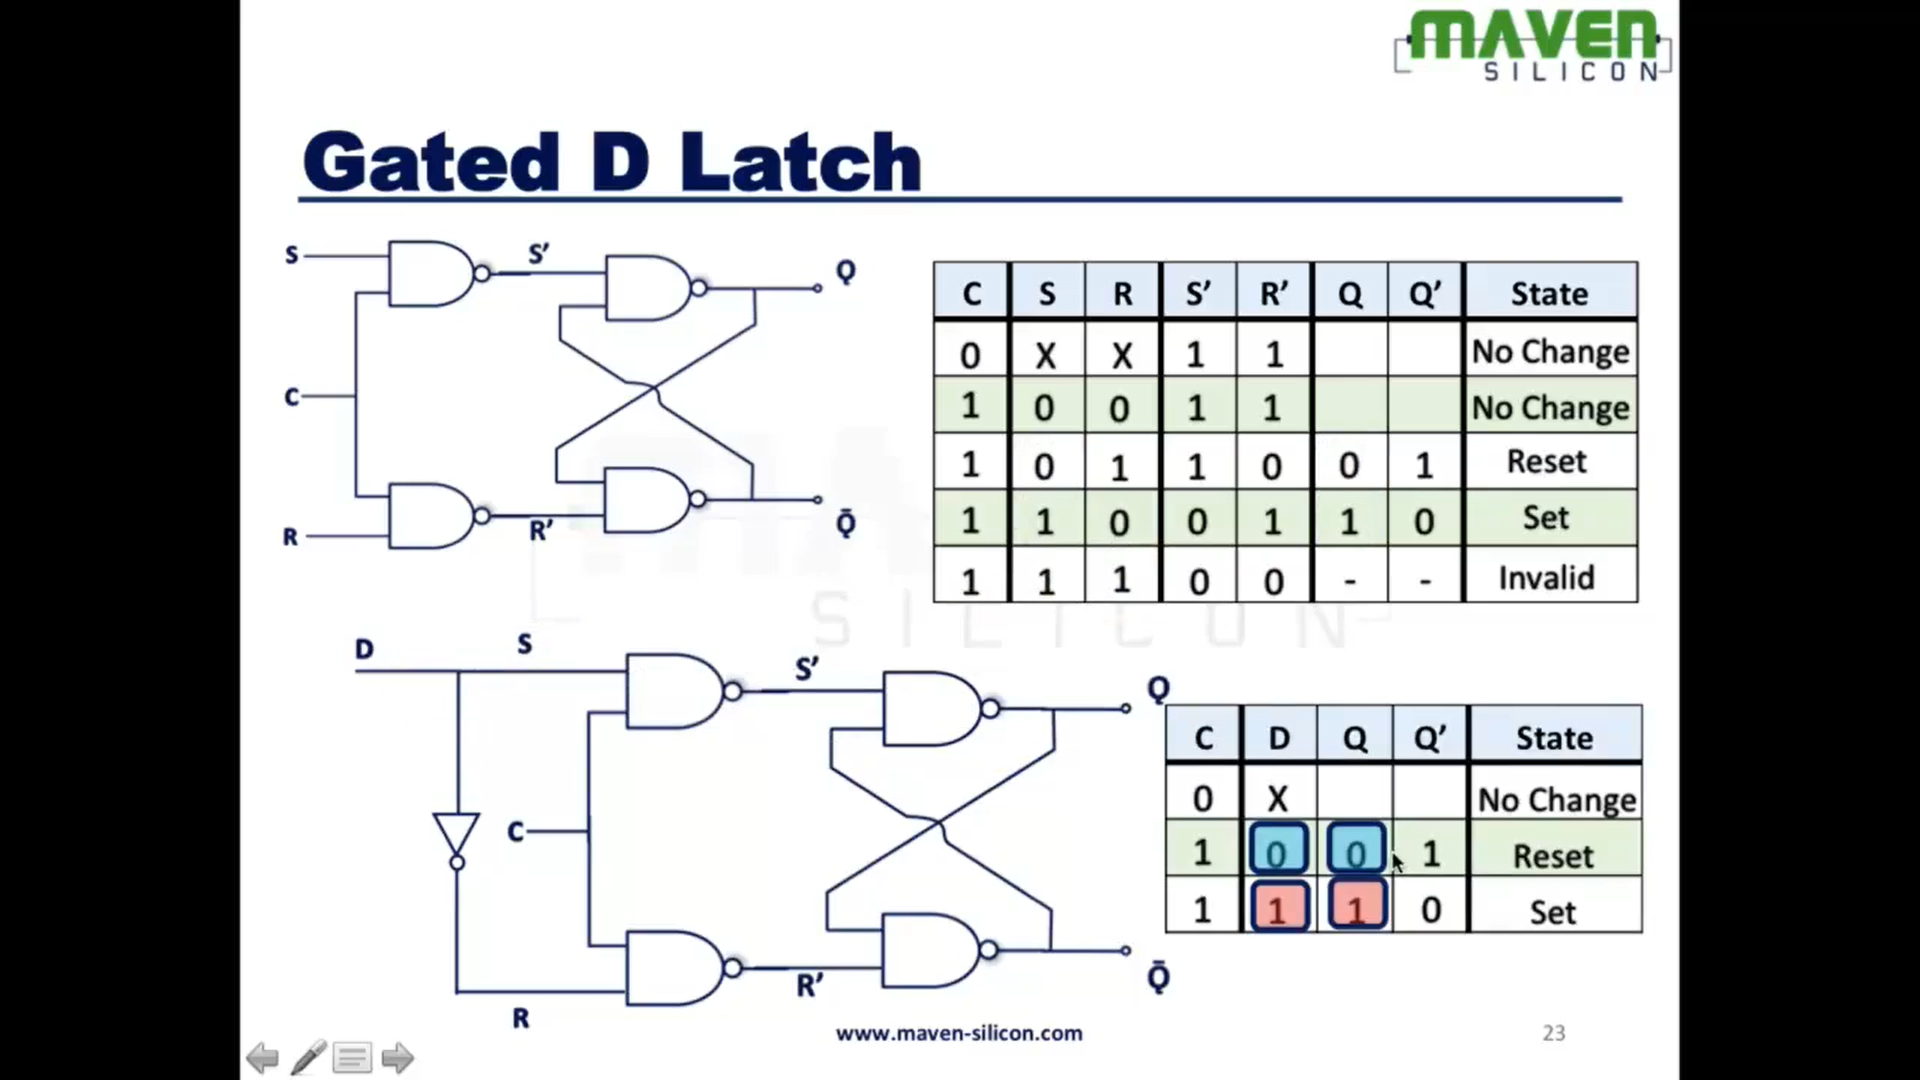 MAVEN
SILICON
Gated D Latch
S
S’
Q
C
R
R’
Q̄
C S R S’ R’ Q Q’ State
0 X X 1 1 No Change
1 0 0 1 1 No Change
1 0 1 1 0 0 1 Reset
1 1 0 0 1 1 0 Set
1 1 1 0 0 - - Invalid
SILICON
D
S
S’
Q
C
R
R’
Q̄
C D Q Q’ State
0 X No Change
1 0 0 1 Reset
1 1 1 0 Set
www.maven-silicon.com
23